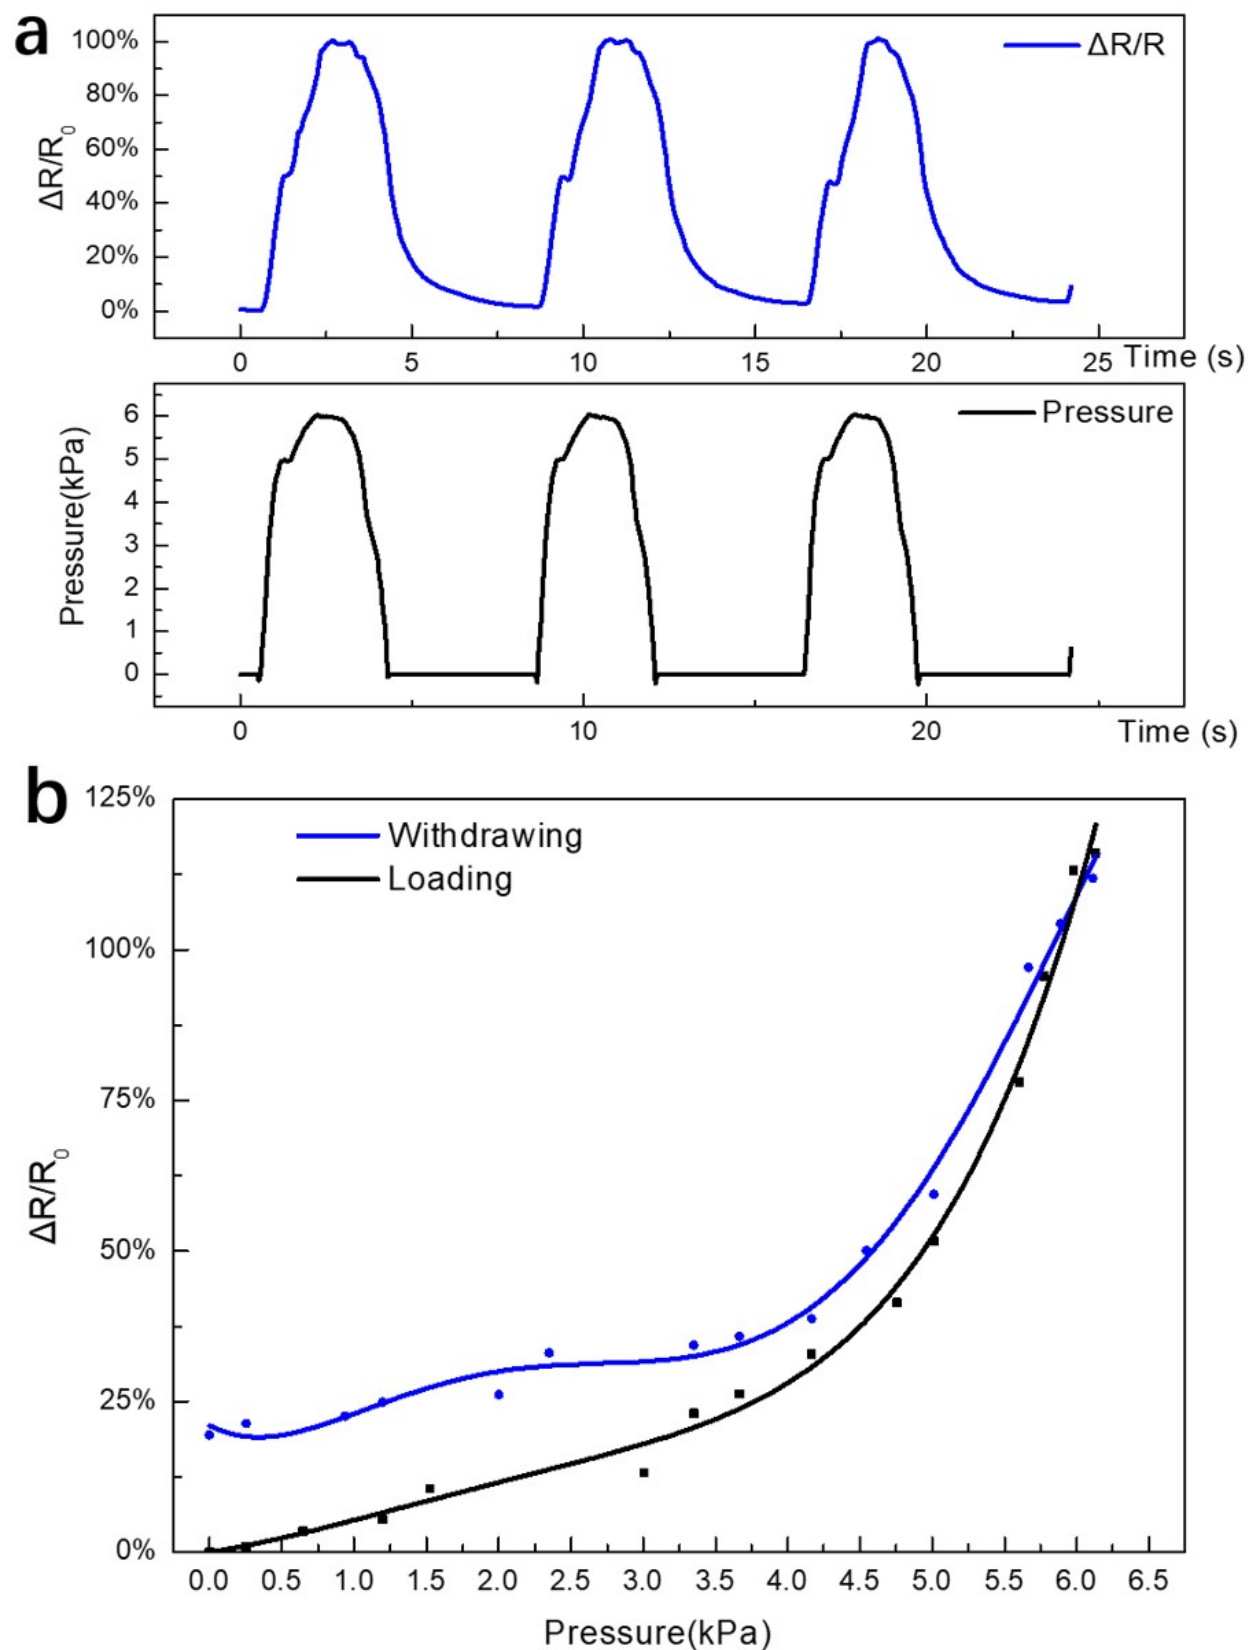 a
ΔR/R
100%
80%
60%
40%
20%
0%
ΔR/R0
0 5 10 15 20 25 Time (s)
Pressure
6
5
4
3
2
1
0
Pressure(kPa)
0 10 20 Time (s)
b
Withdrawing
Loading
125%
100%
75%
50%
25%
0%
ΔR/R0
0.0 0.5 1.0 1.5 2.0 2.5 3.0 3.5 4.0 4.5 5.0 5.5 6.0 6.5
Pressure(kPa)